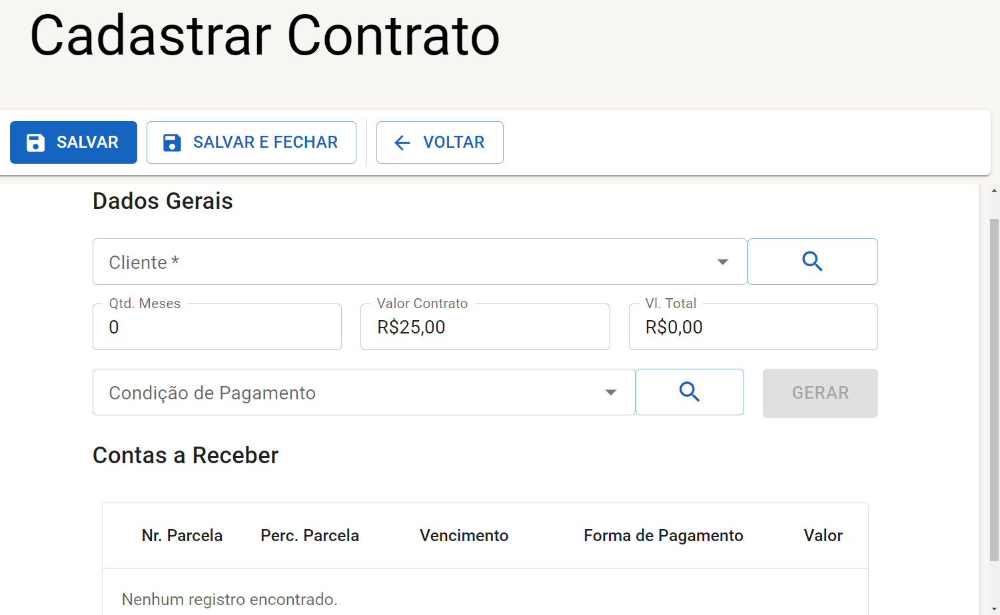 Cadastrar Contrato
SALVAR SALVAR E FECHAR VOLTAR
Dados Gerais
Cliente *
Qtd. Meses Valor Contrato Vl. Total
0 R$25,00 R$0,00
Condição de Pagamento GERAR
Contas a Receber
Nr. Parcela Perc. Parcela Vencimento Forma de Pagamento Valor
Nenhum registro encontrado.